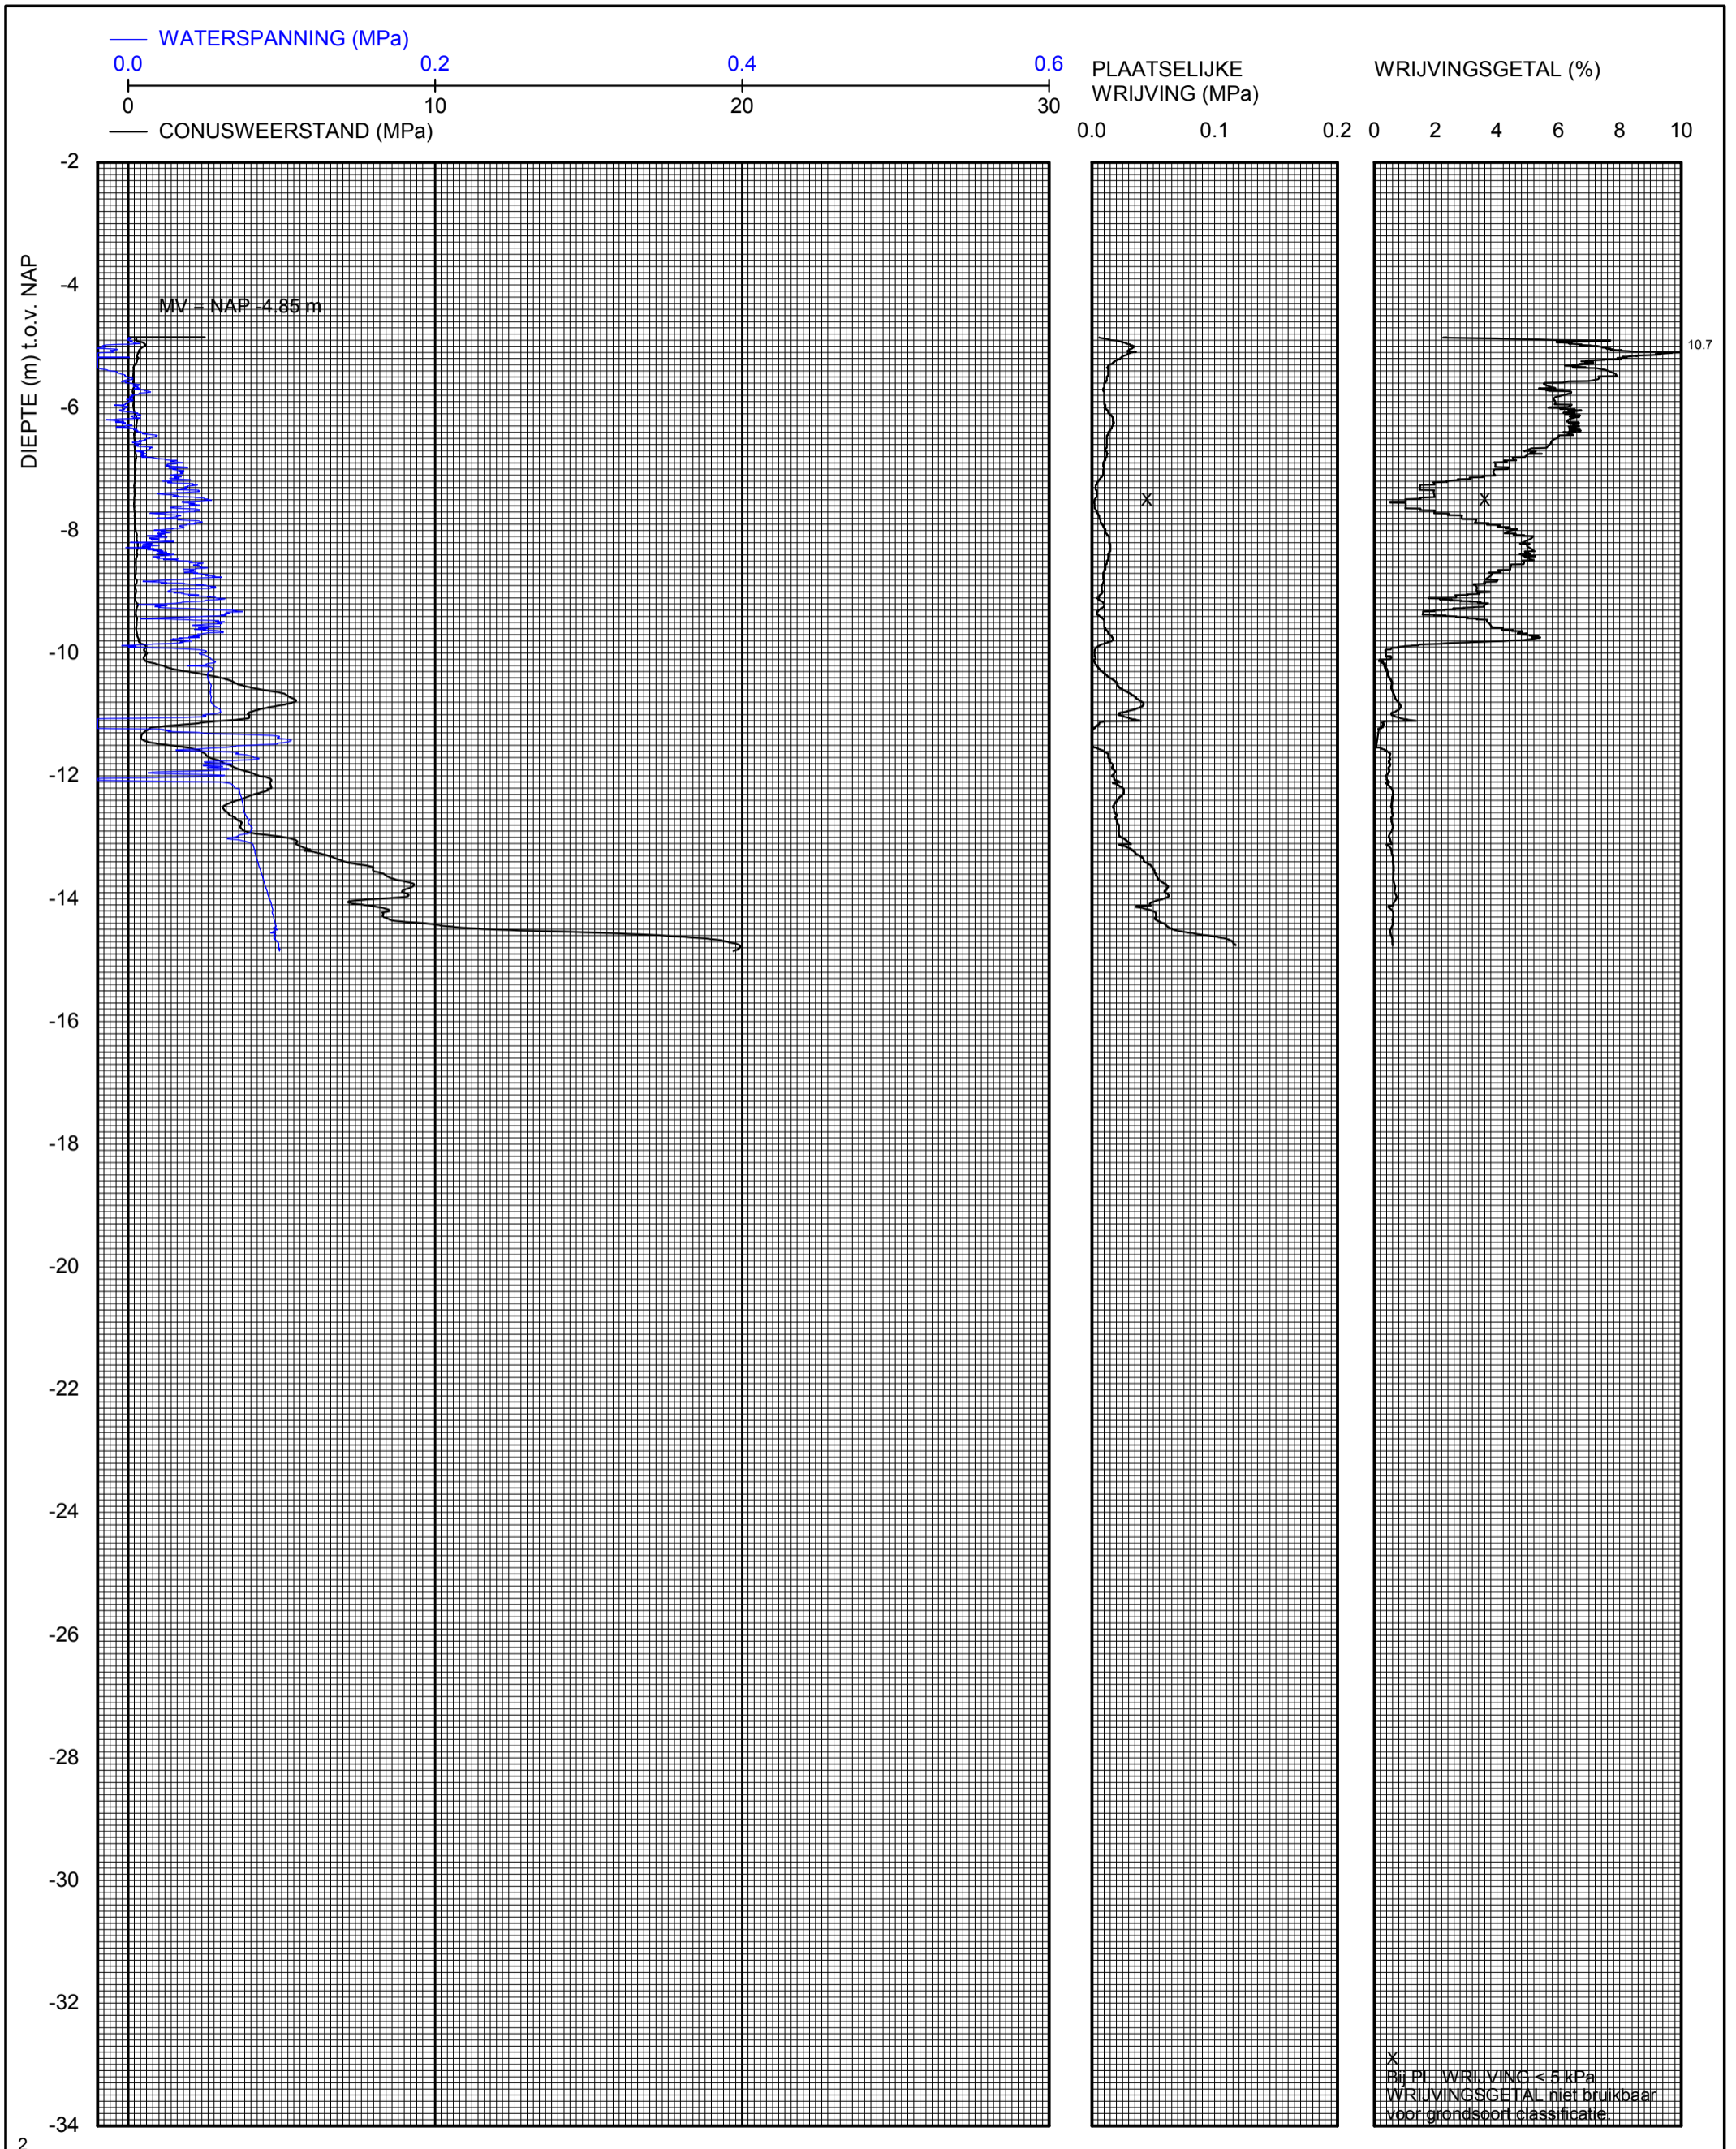 WATERSPANNING (MPa)
0.0 0.2 0.4 0.6
0 10 20 30
CONUSWEERSTAND (MPa)
PLAATSELIJKE
WRIJVING (MPa)
0.0 0.1 0.2
WRIJVINGSGETAL (%)
0 2 4 6 8 10
DIEPTE (m) t.o.v. NAP
-2
-4
-6
-8
-10
-12
-14
-16
-18
-20
-22
-24
-26
-28
-30
-32
-34
MV = NAP -4.85 m
10.7
X
X
X
Bij PL. WRIJVING < 5 kPa
WRIJVINGSGETAL niet bruikbaar
voor grondsoort classificatie.
2